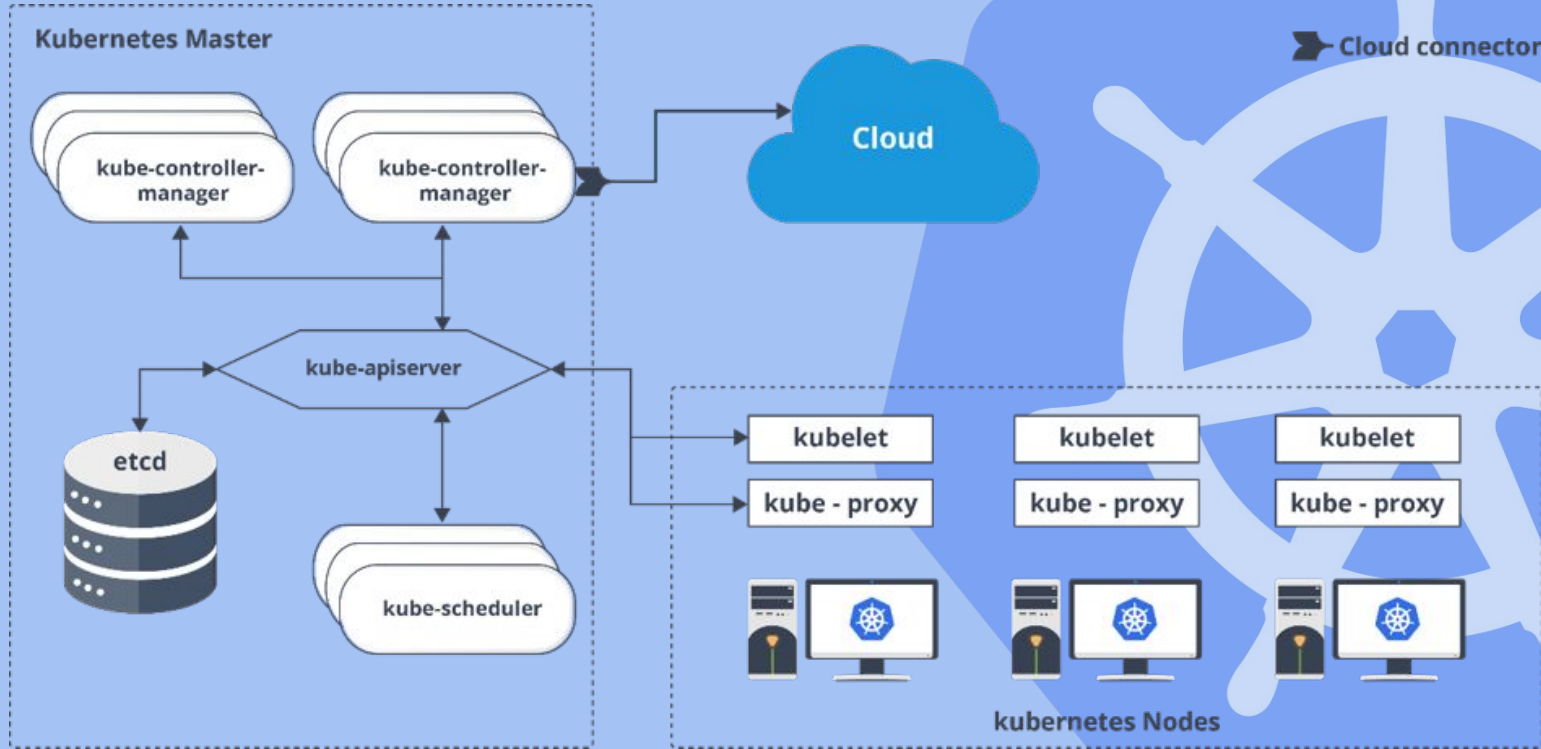 Kubernetes Master
Cloud connector
kube-controller-
manager
kube-controller-
manager
Cloud
kube-apiserver
etcd
kube-scheduler
kubelet
kubelet
kubelet
kube - proxy
kube - proxy
kube - proxy
kubernetes Nodes